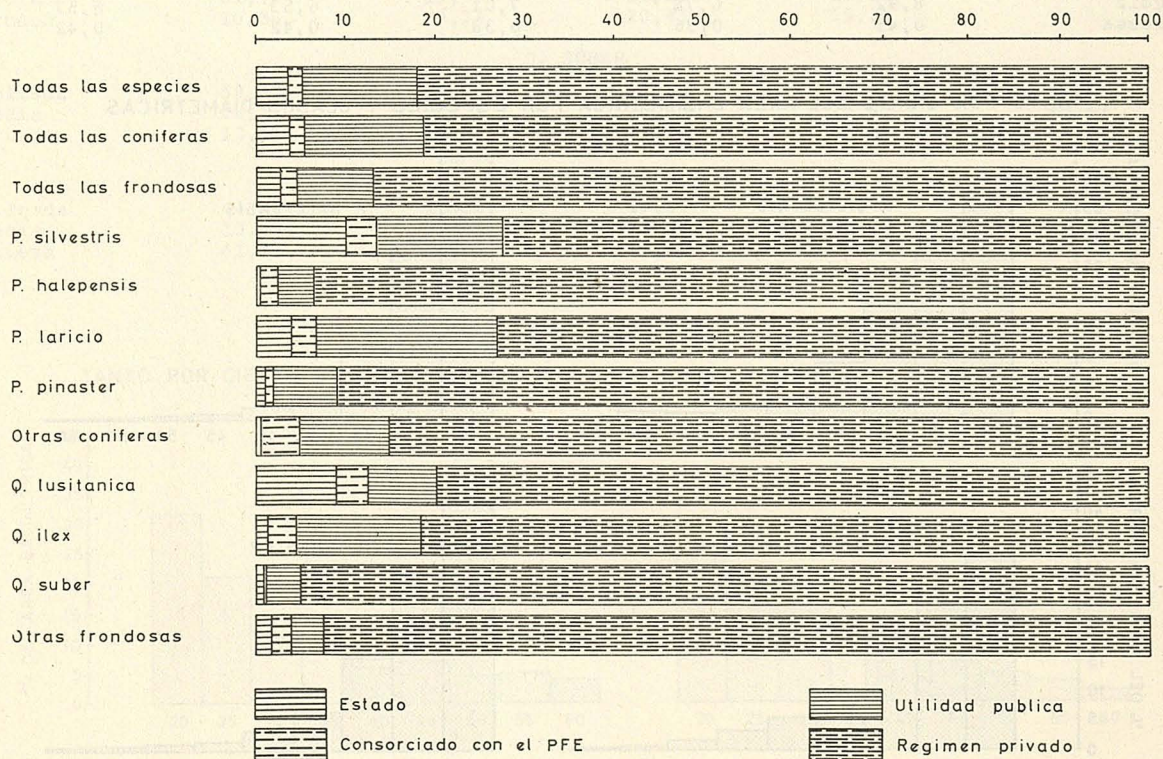 10 20 30 40 50 60 70 80 90 100
Todas las especies
Todas las coniferas
Todas las frondosas
P. silvestris
P. halepensis
P. laricio
P. pinaster
Otras coniferas
Q. lusitanica
Q. ilex
Q. suber
Otras frondosas
Estado
Utilidad publica
Consorciado con el PFE
Regimen privado